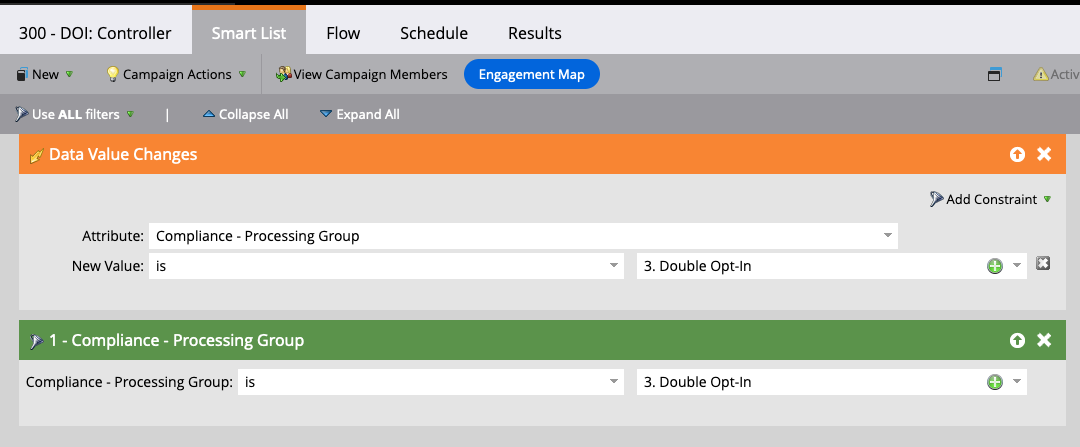 300 - DOI: Controller Smart List Flow Schedule Results
New Campaign Actions View Campaign Members Engagement Map Activ
Use ALL filters | Collapse All Expand All
Data Value Changes
Add Constraint
Attribute: Compliance - Processing Group
New Value: is 3. Double Opt-In
1 - Compliance - Processing Group
Compliance - Processing Group: is 3. Double Opt-In